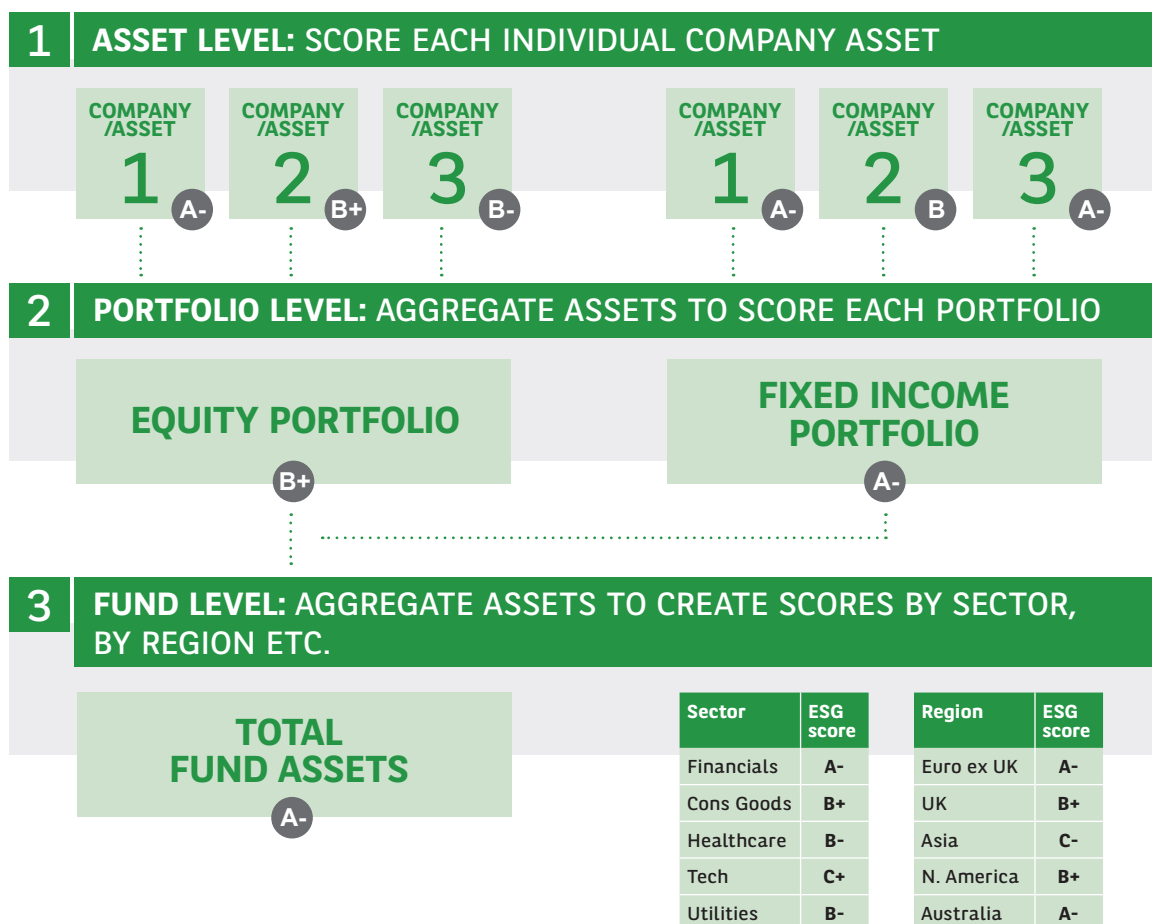 1 ASSET LEVEL: SCORE EACH INDIVIDUAL COMPANY ASSET
COMPANY
/ASSET
1
A-
COMPANY
/ASSET
2
B+
COMPANY
/ASSET
3
B-
COMPANY
/ASSET
1
A-
COMPANY
/ASSET
2
B
COMPANY
/ASSET
3
A-
2 PORTFOLIO LEVEL: AGGREGATE ASSETS TO SCORE EACH PORTFOLIO
EQUITY PORTFOLIO
B+
FIXED INCOME
PORTFOLIO
A-
3 FUND LEVEL: AGGREGATE ASSETS TO CREATE SCORES BY SECTOR,
BY REGION ETC.
TOTAL
FUND ASSETS
A-
Sector ESG
score
Financials A-
Cons Goods B+
Healthcare B-
Tech C+
Utilities B-
Region ESG
score
Euro ex UK A-
UK B+
Asia C-
N. America B+
Australia A-